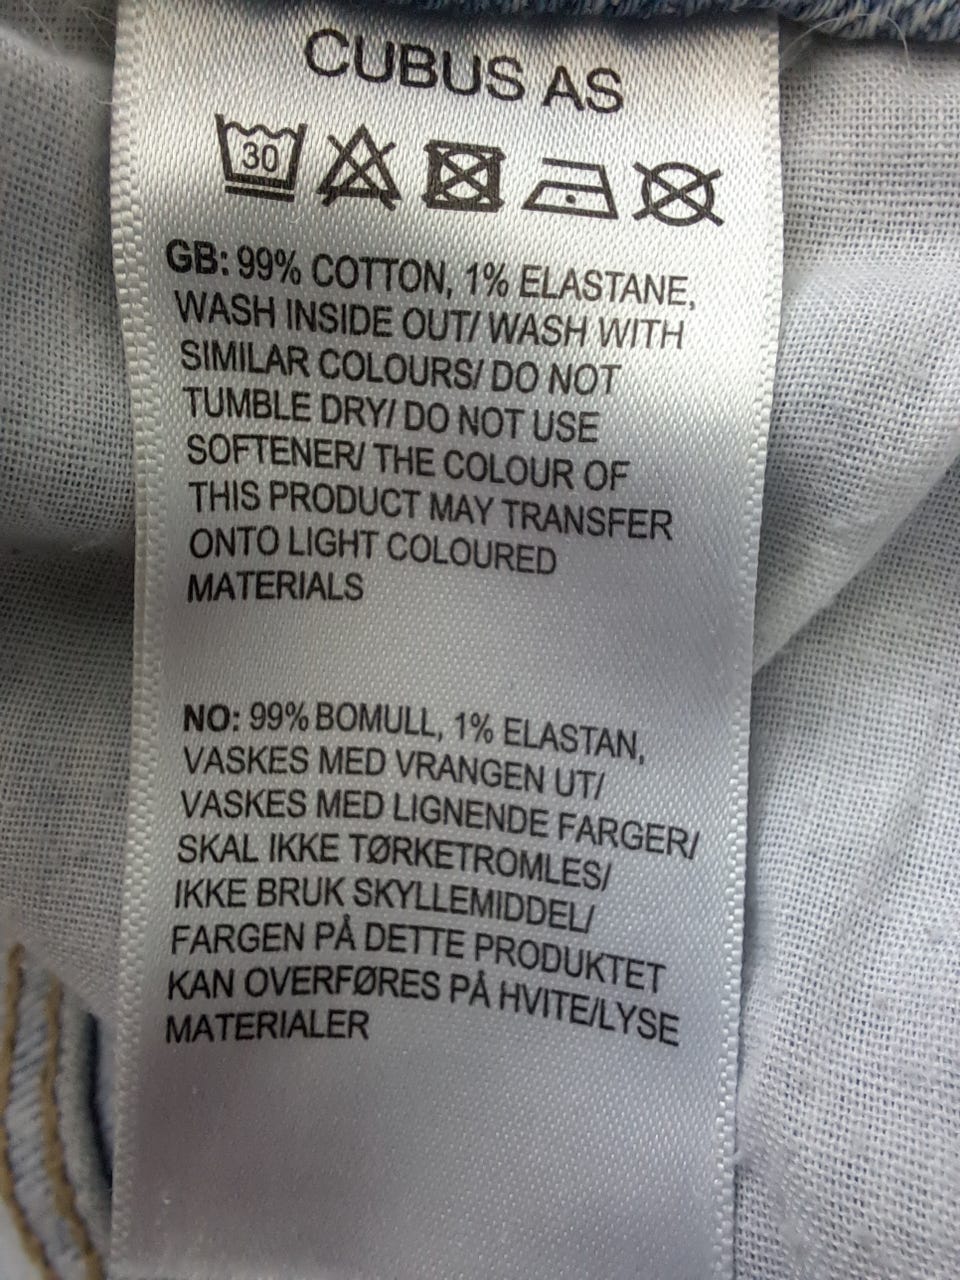 CUBUS AS
30
GB: 99% COTTON, 1% ELASTANE,
WASH INSIDE OUT/ WASH WITH
SIMILAR COLOURS/ DO NOT
TUMBLE DRY/ DO NOT USE
SOFTENER/ THE COLOUR OF
THIS PRODUCT MAY TRANSFER
ONTO LIGHT COLOURED
MATERIALS
NO: 99% BOMULL, 1% ELASTAN,
VASKES MED VRANGEN UT/
VASKES MED LIGNENDE FARGER/
SKAL IKKE TØRKETROMLES/
IKKE BRUK SKYLLEMIDDEL/
FARGEN PÅ DETTE PRODUKTET
KAN OVERFØRES PÅ HVITE/LYSE
MATERIALER